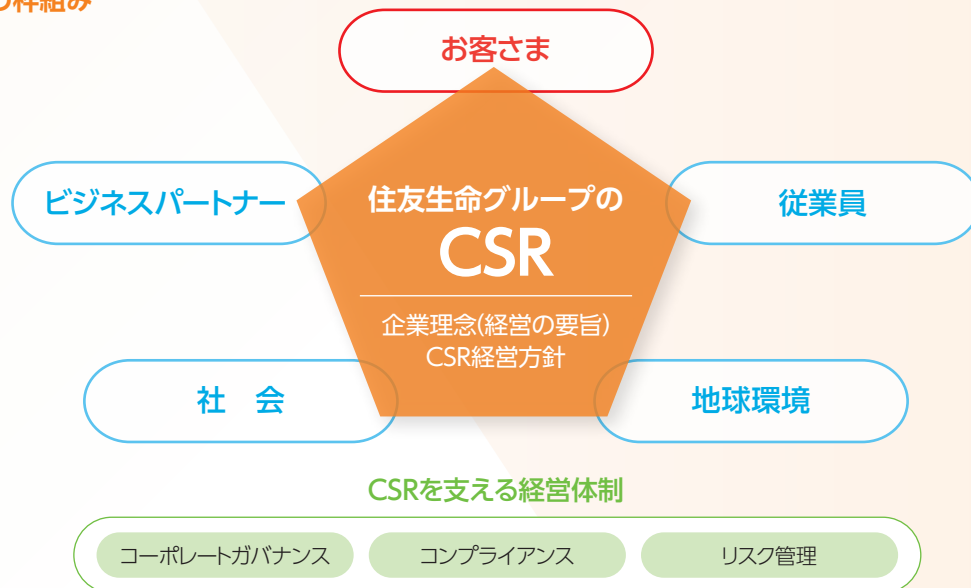 の枠組み
お客さま
ビジネスパートナー
従業員
住友生命グループの
CSR
企業理念(経営の要旨)
CSR経営方針
社 会
地球環境
CSRを支える経営体制
コーポレートガバナンス
コンプライアンス
リスク管理